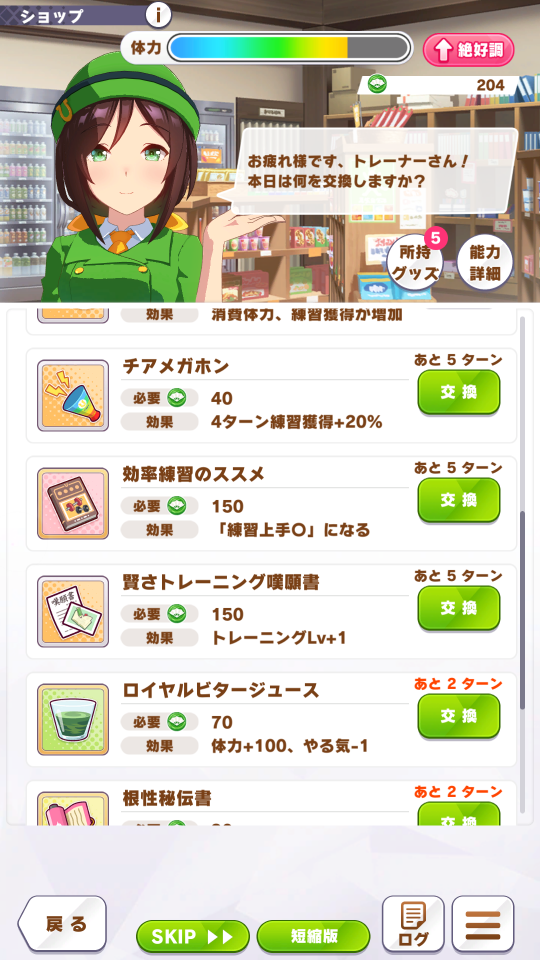 ショップ
i
体力
絶好調
204
お疲れ様です、トレーナーさん!
本日は何を交換しますか?
5
所持
グッズ
能力
詳細
効果 消費体力、練習獲得が増加
チアメガホン
あと 5 ターン
必要 40
交換
効果 4ターン練習獲得+20%
効率練習のススメ
あと 5 ターン
必要 150
交換
効果 「練習上手〇」になる
賢さトレーニング嘆願書
あと 5 ターン
嘆願書
必要 150
交換
効果 トレーニングLv+1
ロイヤルビタージュース
あと 2 ターン
必要 70
交換
効果 体力+100、やる気-1
根性秘伝書
あと 2 ターン
交換
戻る
SKIP
短縮版
ログ